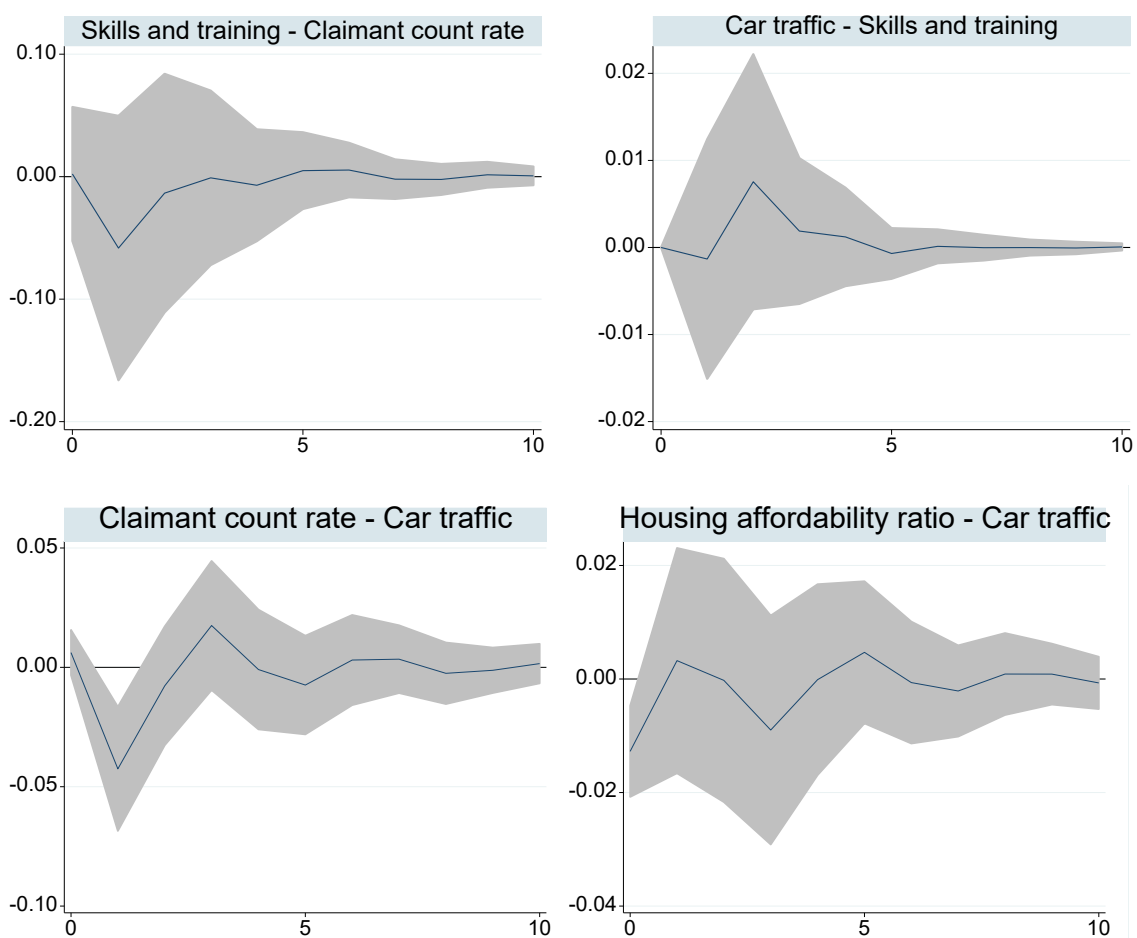 Skills and training - Claimant count rate
0.10
0.00
-0.10
-0.20
0 5 10
Car traffic - Skills and training
0.02
0.01
0.00
-0.01
-0.02
0 5 10
Claimant count rate - Car traffic
0.05
0.00
-0.05
-0.10
0 5 10
Housing affordability ratio - Car traffic
0.02
0.00
-0.02
-0.04
0 5 10